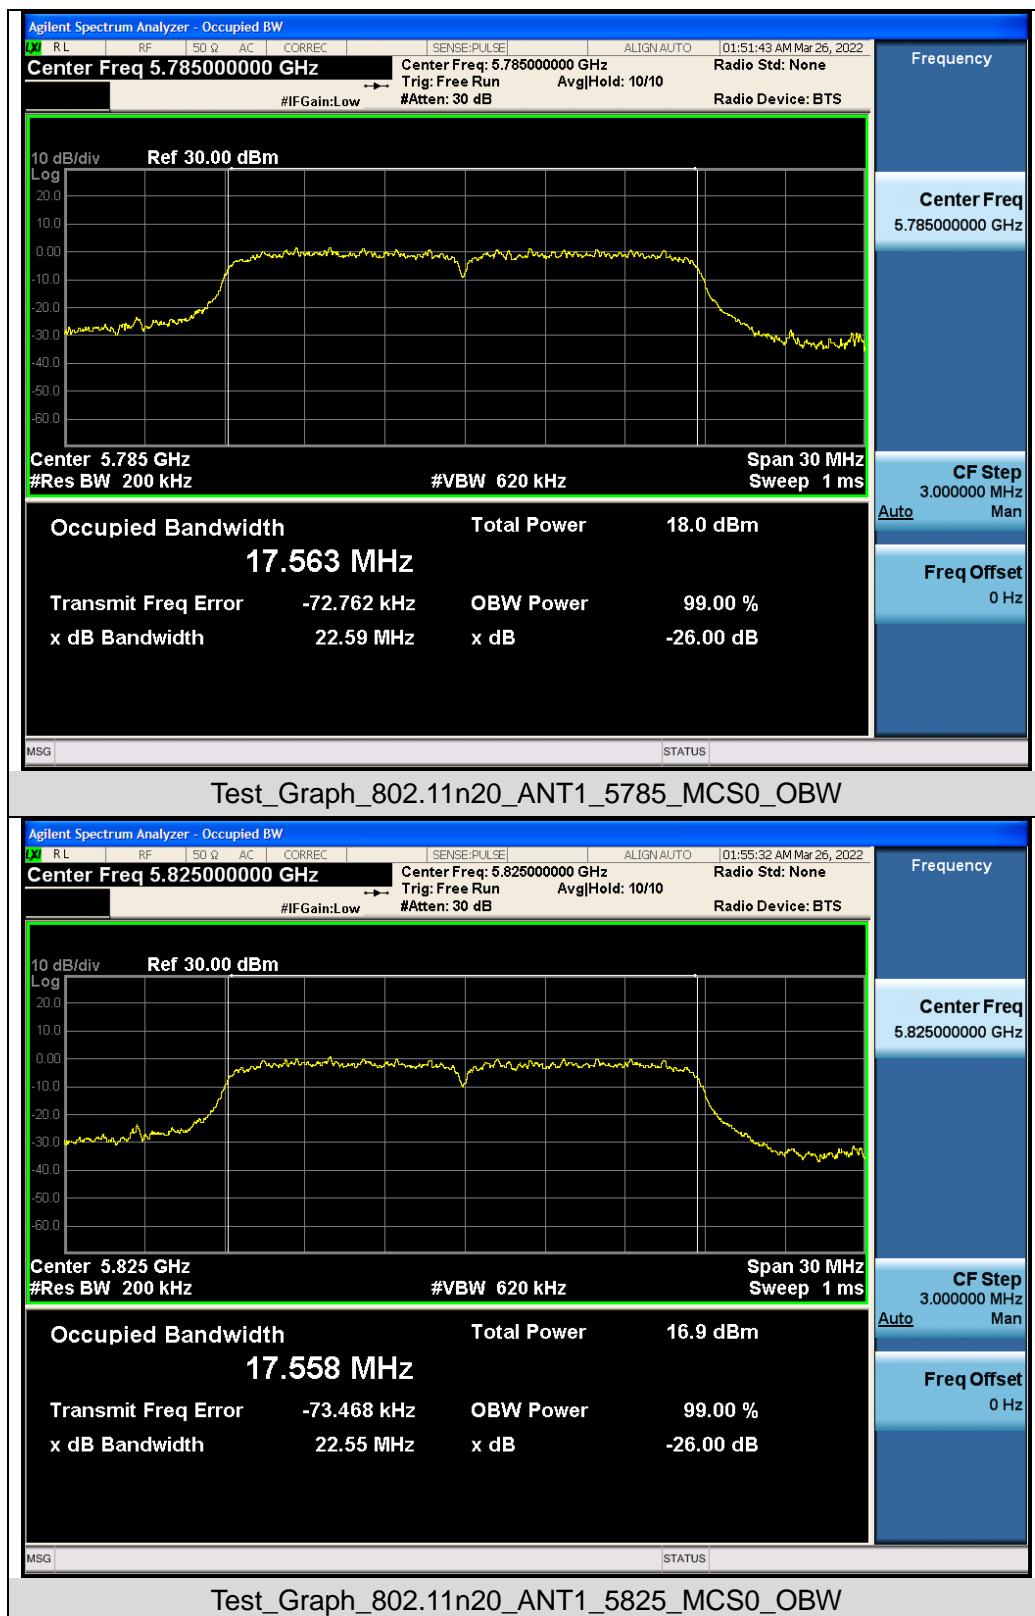 Agilent Spectrum Analyzer - Occupied BW
LXI RL RF 50 Ω AC CORREC SENSE:PULSE ALIGN AUTO 01:51:43 AM Mar 26, 2022
Center Freq 5.785000000 GHz Center Freq: 5.785000000 GHz Radio Std: None
Trig: Free Run Avg|Hold: 10/10
#IFGain:Low #Atten: 30 dB Radio Device: BTS
Frequency
10 dB/div Ref 30.00 dBm
Log
20.0
10.0
0.00
-10.0
-20.0
-30.0
-40.0
-50.0
-60.0
Center 5.785 GHz Span 30 MHz
#Res BW 200 kHz #VBW 620 kHz Sweep 1 ms
Occupied Bandwidth Total Power 18.0 dBm
17.563 MHz
Transmit Freq Error -72.762 kHz OBW Power 99.00 %
x dB Bandwidth 22.59 MHz x dB -26.00 dB
Center Freq
5.785000000 GHz
CF Step
3.000000 MHz
Auto Man
Freq Offset
0 Hz
MSG STATUS
Test_Graph_802.11n20_ANT1_5785_MCS0_OBW
Agilent Spectrum Analyzer - Occupied BW
LXI RL RF 50 Ω AC CORREC SENSE:PULSE ALIGN AUTO 01:55:32 AM Mar 26, 2022
Center Freq 5.825000000 GHz Center Freq: 5.825000000 GHz Radio Std: None
Trig: Free Run Avg|Hold: 10/10
#IFGain:Low #Atten: 30 dB Radio Device: BTS
Frequency
10 dB/div Ref 30.00 dBm
Log
20.0
10.0
0.00
-10.0
-20.0
-30.0
-40.0
-50.0
-60.0
Center 5.825 GHz Span 30 MHz
#Res BW 200 kHz #VBW 620 kHz Sweep 1 ms
Occupied Bandwidth Total Power 16.9 dBm
17.558 MHz
Transmit Freq Error -73.468 kHz OBW Power 99.00 %
x dB Bandwidth 22.55 MHz x dB -26.00 dB
Center Freq
5.825000000 GHz
CF Step
3.000000 MHz
Auto Man
Freq Offset
0 Hz
MSG STATUS
Test_Graph_802.11n20_ANT1_5825_MCS0_OBW